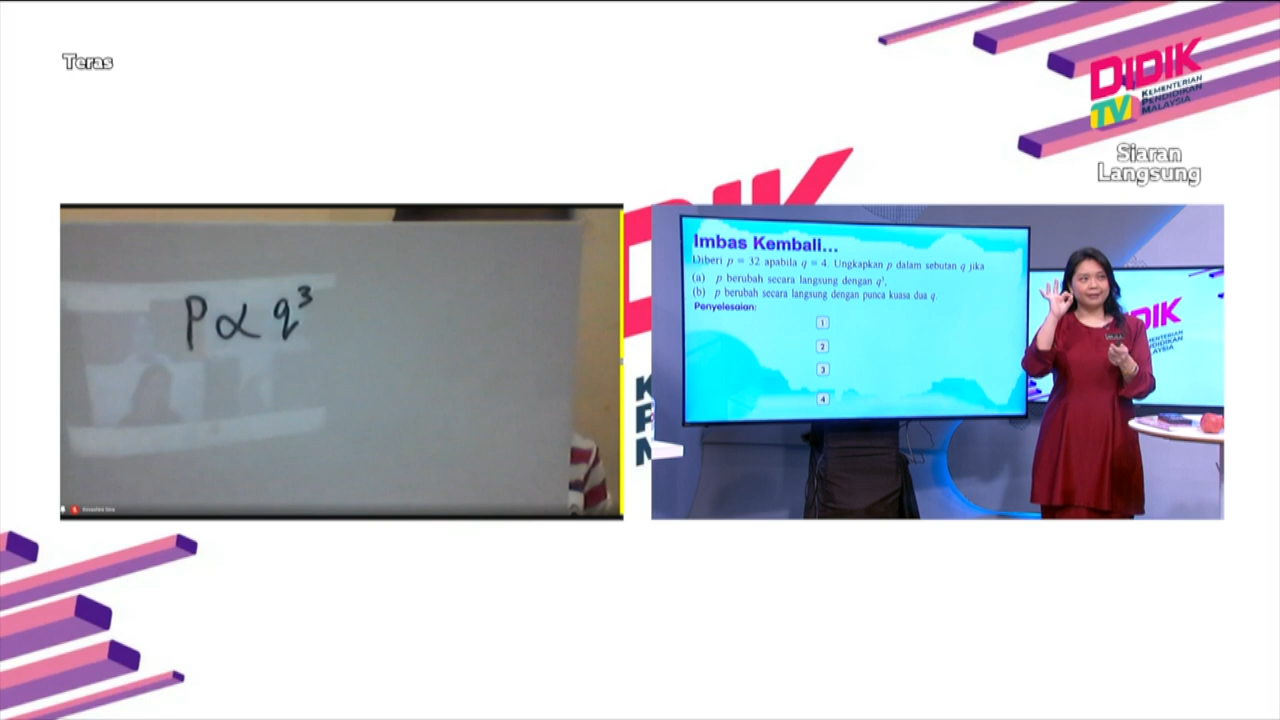 Teras
DIDIK
TV
KEMENTERIAN
PENDIDIKAN
MALAYSIA
Siaran
Langsung
p ∝ q³
Imbas Kembali...
Diberi p = 32 apabila q = 4. Ungkapkan p dalam sebutan q jika
(a) p berubah secara langsung dengan q³,
(b) p berubah secara langsung dengan punca kuasa dua q.
Penyelesaian:
1
2
3
4